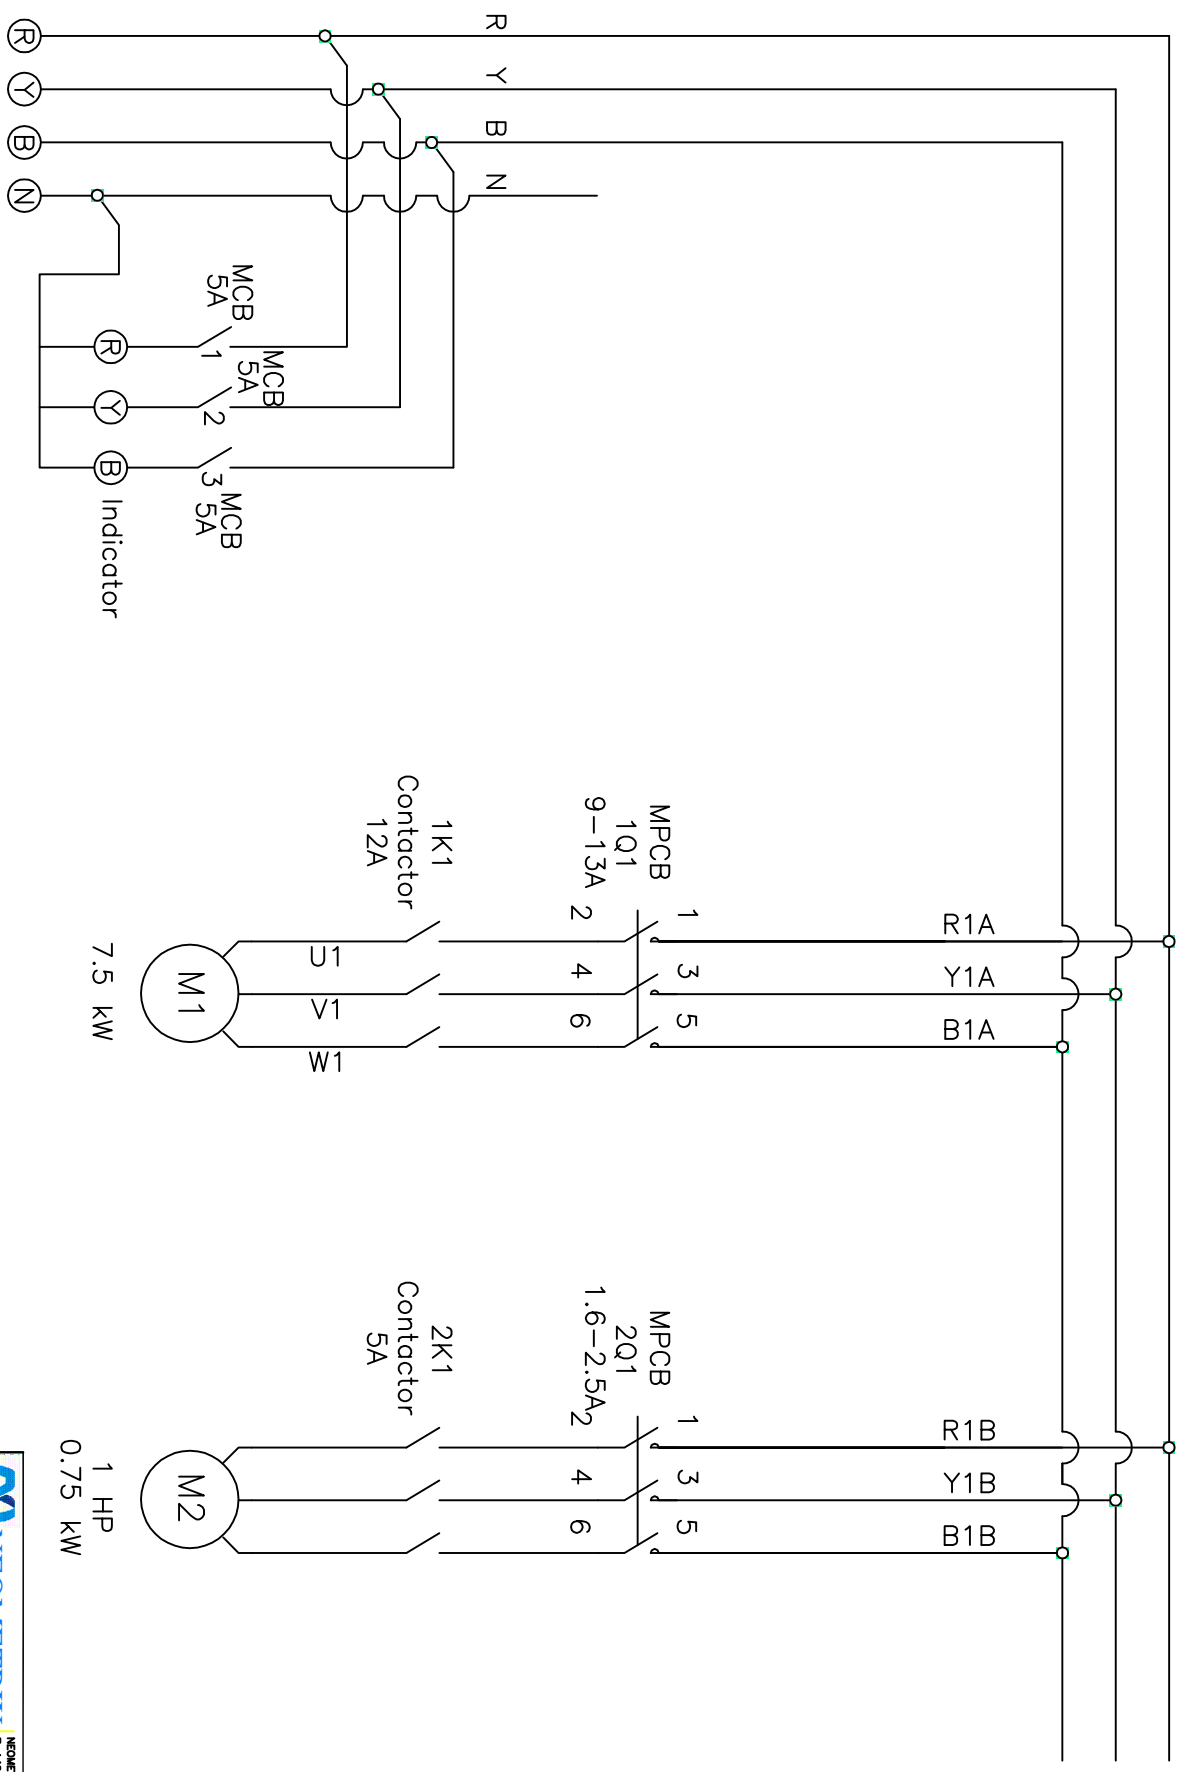 R
Y
B
N
R
Y
B
N
MCB
5A
1
R
MCB
5A
2
Y
MCB
5A
3
B
Indicator
R1A
Y1A
B1A
MPCB
1Q1
9-13A
1
3
5
2
4
6
1K1
Contactor
12A
U1
V1
W1
M1
7.5 kW
R1B
Y1B
B1B
MPCB
2Q1
1.6-2.5A
1
3
5
2
4
6
2K1
Contactor
5A
M2
1 HP
0.75 kW
NEOME